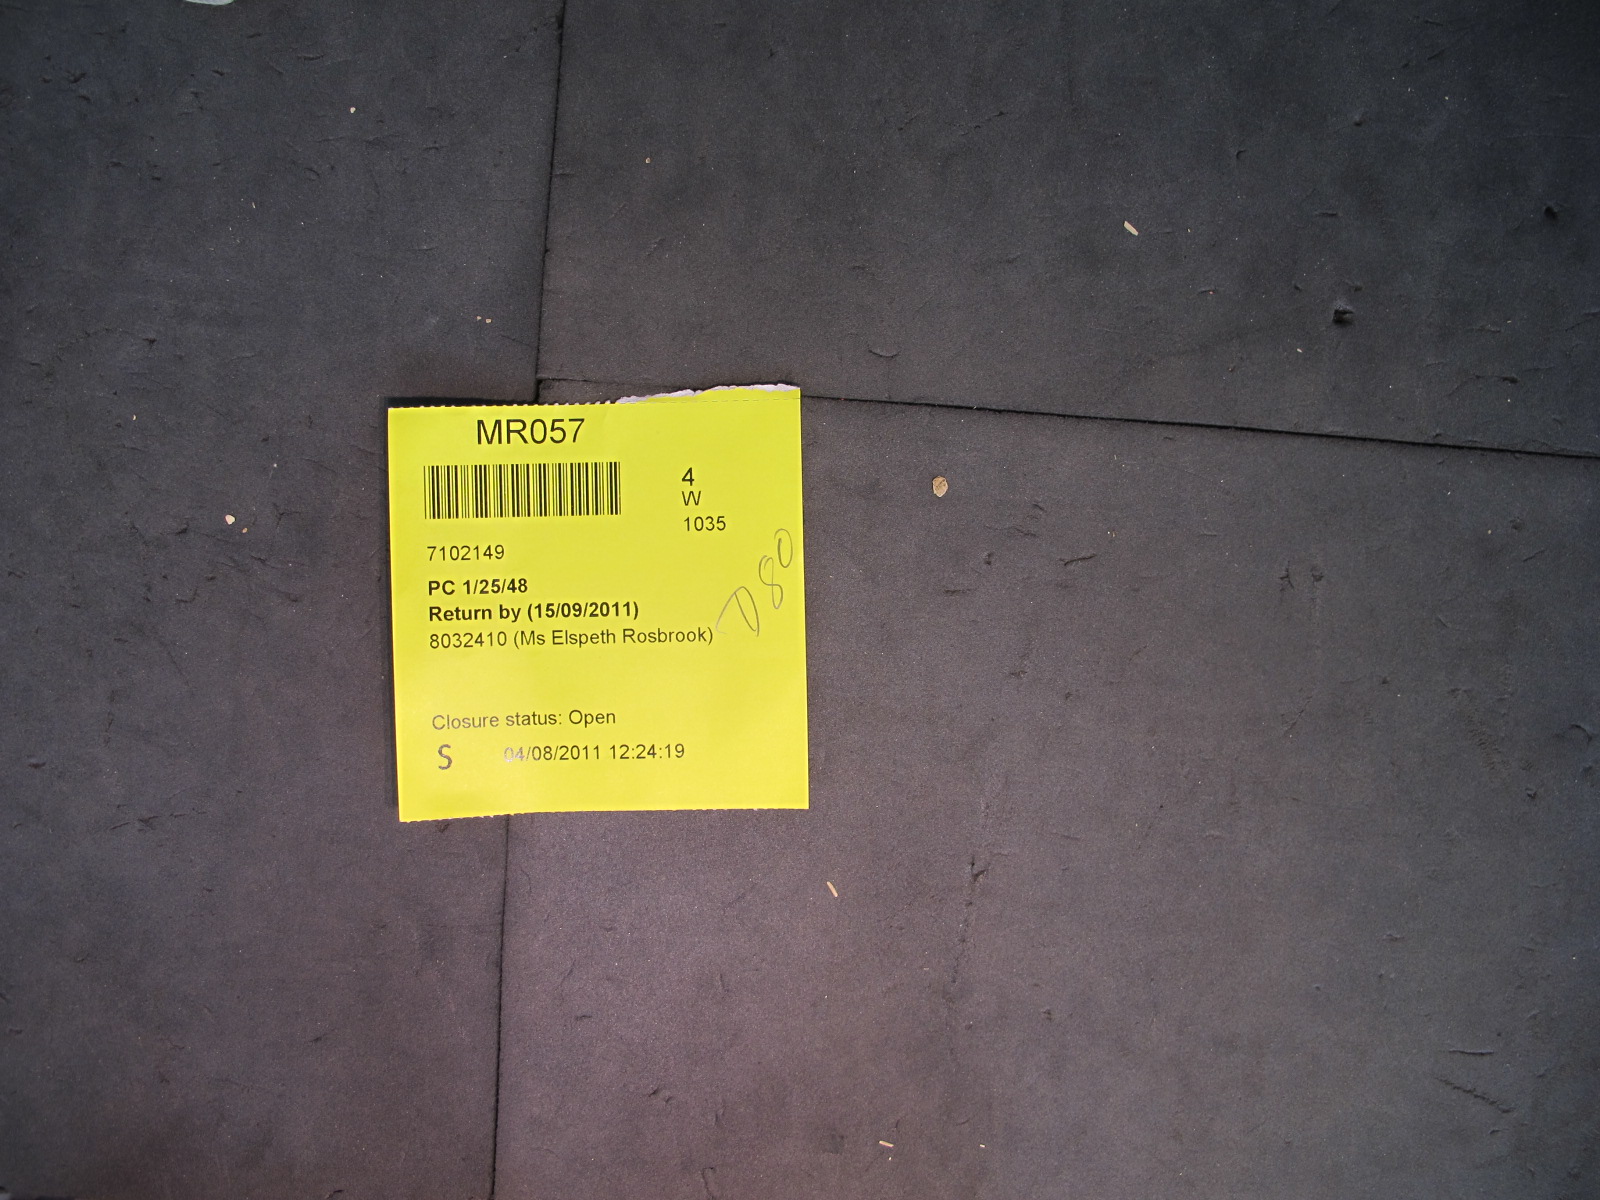 MR057
4
W
1035
7102149
PC 1/25/48
Return by (15/09/2011)
8032410 (Ms Elspeth Rosbrook)
D80
Closure status: Open
S 04/08/2011 12:24:19